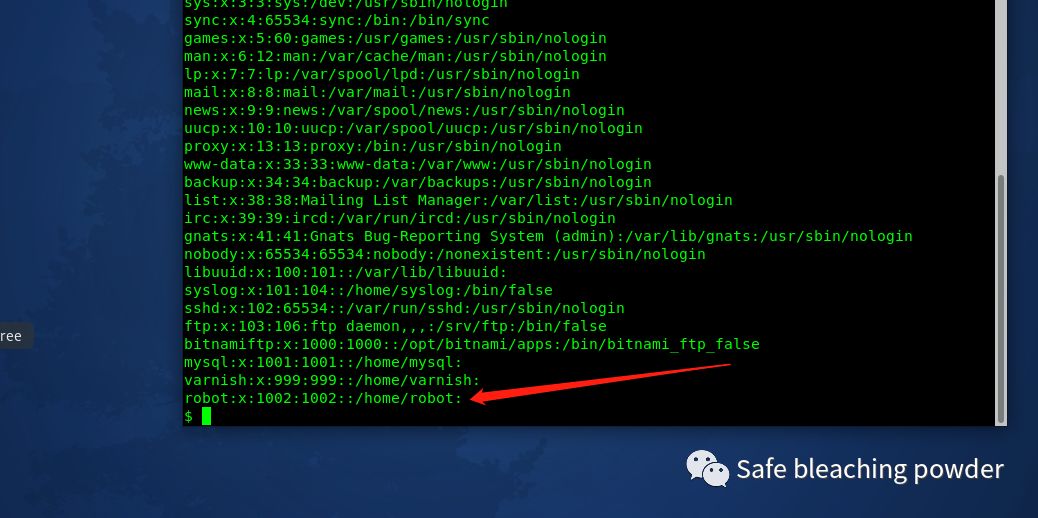 sys:x:3:3:sys:/dev:/usr/sbin/nologin
sync:x:4:65534:sync:/bin:/bin/sync
games:x:5:60:games:/usr/games:/usr/sbin/nologin
man:x:6:12:man:/var/cache/man:/usr/sbin/nologin
lp:x:7:7:lp:/var/spool/lpd:/usr/sbin/nologin
mail:x:8:8:mail:/var/mail:/usr/sbin/nologin
news:x:9:9:news:/var/spool/news:/usr/sbin/nologin
uucp:x:10:10:uucp:/var/spool/uucp:/usr/sbin/nologin
proxy:x:13:13:proxy:/bin:/usr/sbin/nologin
www-data:x:33:33:www-data:/var/www:/usr/sbin/nologin
backup:x:34:34:backup:/var/backups:/usr/sbin/nologin
list:x:38:38:Mailing List Manager:/var/list:/usr/sbin/nologin
irc:x:39:39:ircd:/var/run/ircd:/usr/sbin/nologin
gnats:x:41:41:Gnats Bug-Reporting System (admin):/var/lib/gnats:/usr/sbin/nologin
nobody:x:65534:65534:nobody:/nonexistent:/usr/sbin/nologin
libuuid:x:100:101::/var/lib/libuuid:
syslog:x:101:104::/home/syslog:/bin/false
sshd:x:102:65534::/var/run/sshd:/usr/sbin/nologin
ftp:x:103:106:ftp daemon,,,:/srv/ftp:/bin/false
bitnamiftp:x:1000:1000::/opt/bitnami/apps:/bin/bitnami_ftp_false
mysql:x:1001:1001::/home/mysql:
varnish:x:999:999::/home/varnish:
robot:x:1002:1002::/home/robot:
$
ree
Safe bleaching powder